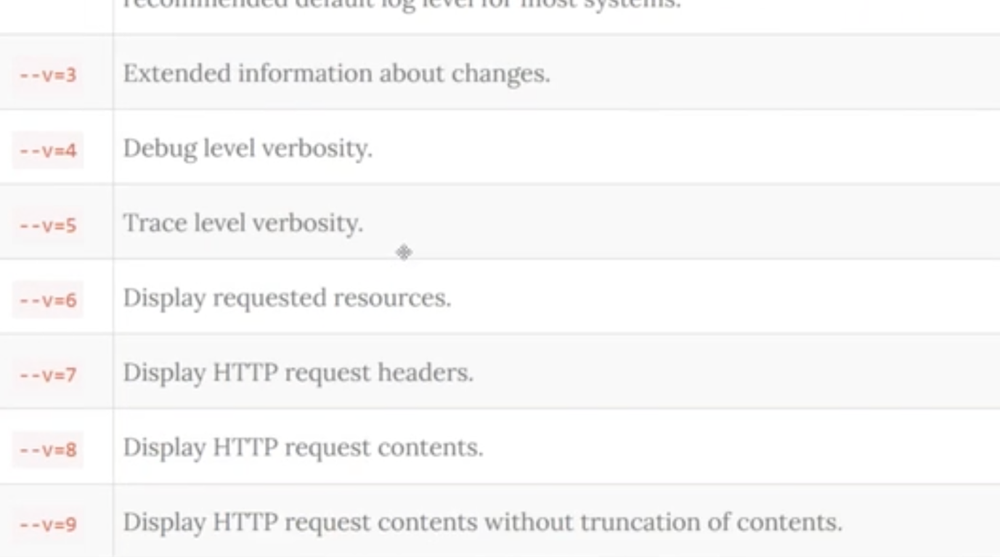 recommended default log level for most systems.
--v=3 Extended information about changes.
--v=4 Debug level verbosity.
--v=5 Trace level verbosity.
--v=6 Display requested resources.
--v=7 Display HTTP request headers.
--v=8 Display HTTP request contents.
--v=9 Display HTTP request contents without truncation of contents.